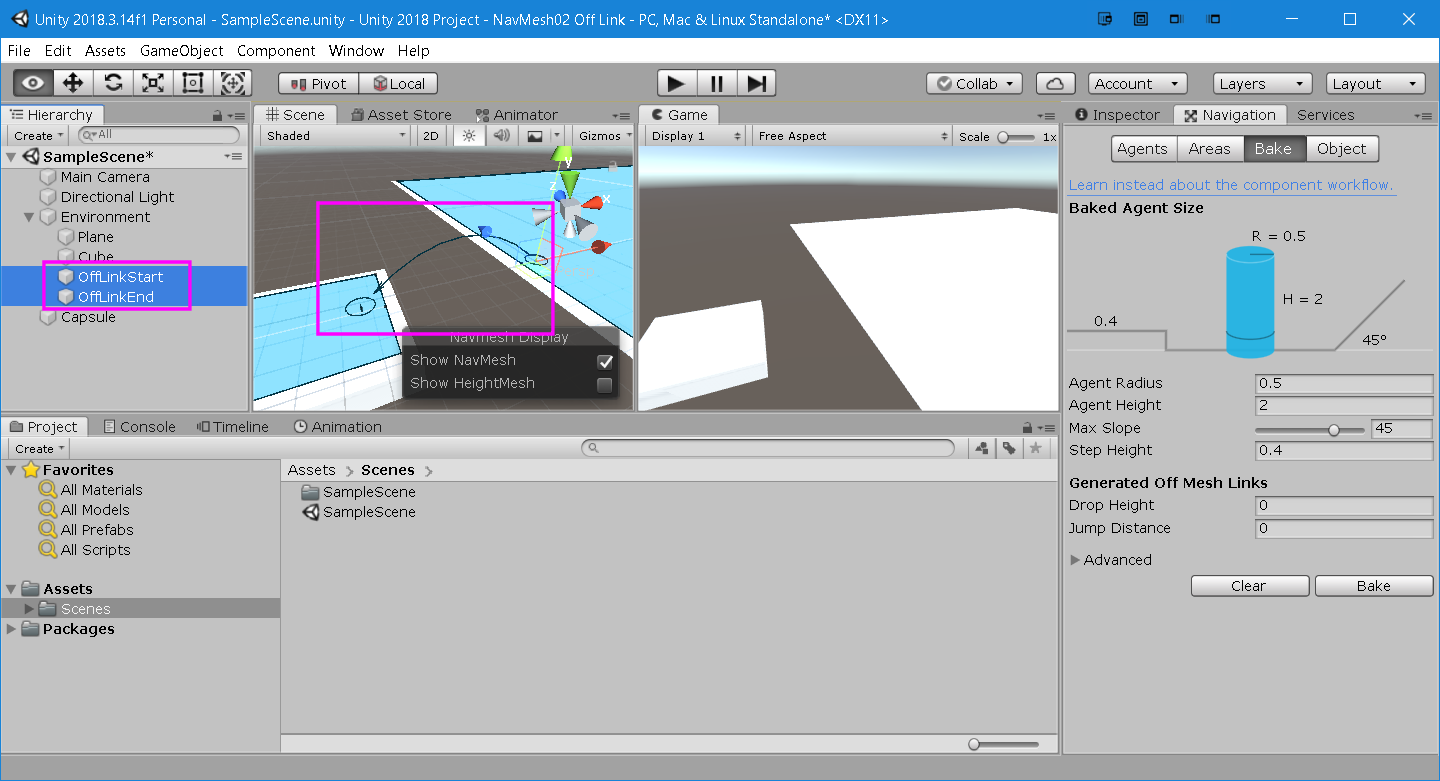 Unity 2018.3.14f1 Personal - SampleScene.unity - Unity 2018 Project - NavMesh02 Off Link - PC, Mac & Linux Standalone* <DX11>
File Edit Assets GameObject Component Window Help
Pivot Local Collab Account Layers Layout
Hierarchy
Create All
SampleScene*
Main Camera
Directional Light
Environment
Plane
Cube
OffLinkStart
OffLinkEnd
Capsule
Scene Asset Store Animator
Shaded 2D Gizmos
y
z
x
Navmesh Display
Show NavMesh
Show HeightMesh
Game
Display 1 Free Aspect Scale 1x
Inspector Navigation Services
Agents Areas Bake Object
Learn instead about the component workflow.
Baked Agent Size
R = 0.5
H = 2
0.4
45°
Agent Radius 0.5
Agent Height 2
Max Slope 45
Step Height 0.4
Generated Off Mesh Links
Drop Height 0
Jump Distance 0
Advanced
Clear Bake
Project Console Timeline Animation
Create
Favorites
All Materials
All Models
All Prefabs
All Scripts
Assets
Scenes
Packages
Assets Scenes
SampleScene
SampleScene